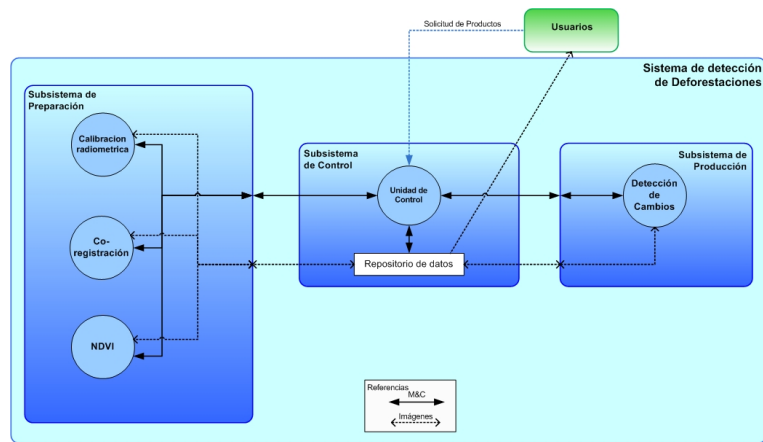 Solicitud de Productos
Usuarios
Sistema de detección
de Deforestaciones
Subsistema de
Preparación
Calibracion
radiometrica
Co-
registración
NDVI
Subsistema
de Control
Unidad de
Control
Repositorio de datos
Subsistema de
Producción
Detección
de
Cambios
Referencias
M&C
Imágenes